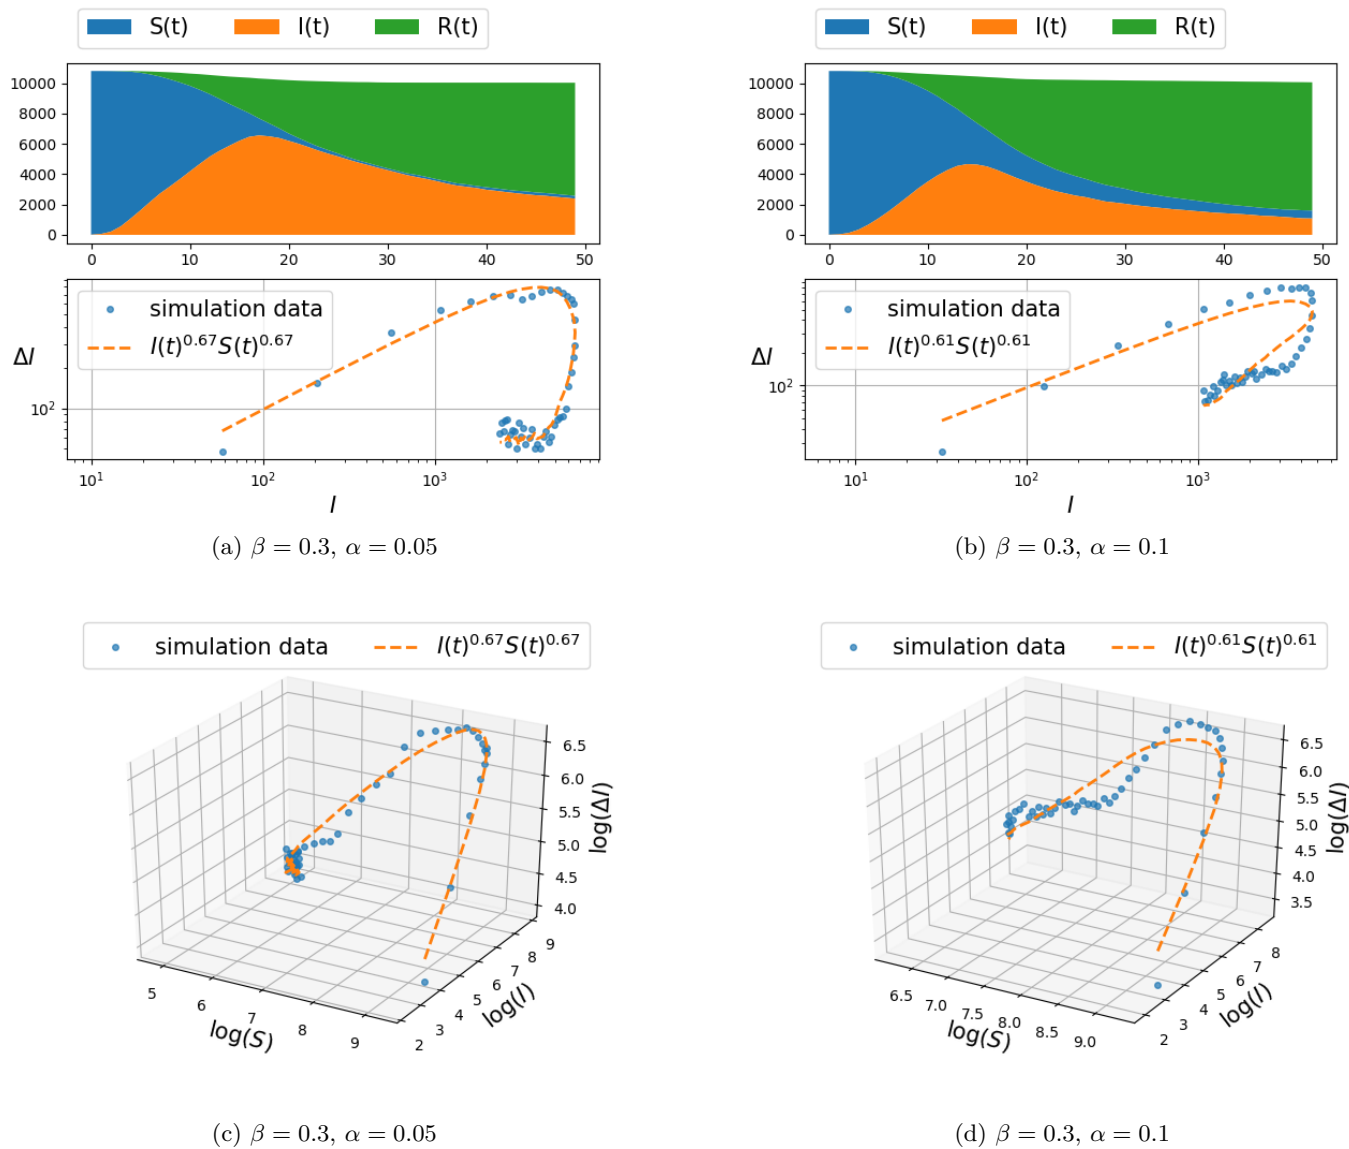 S(t) I(t) R(t)
10000
8000
6000
4000
2000
0
0 10 20 30 40 50
simulation data
I(t)^0.67 S(t)^0.67
ΔI
10^2
10^1 10^2 10^3
I
(a) β = 0.3, α = 0.05
S(t) I(t) R(t)
10000
8000
6000
4000
2000
0
0 10 20 30 40 50
simulation data
I(t)^0.61 S(t)^0.61
ΔI
10^2
10^1 10^2 10^3
I
(b) β = 0.3, α = 0.1
simulation data I(t)^0.67 S(t)^0.67
6.5
6.0
5.5
5.0
4.5
4.0
log(ΔI)
5 6 7 8 9
log(S)
2 3 4 5 6 7 8 9
log(I)
(c) β = 0.3, α = 0.05
simulation data I(t)^0.61 S(t)^0.61
6.5
6.0
5.5
5.0
4.5
4.0
3.5
log(ΔI)
6.5 7.0 7.5 8.0 8.5 9.0
log(S)
2 3 4 5 6 7 8
log(I)
(d) β = 0.3, α = 0.1